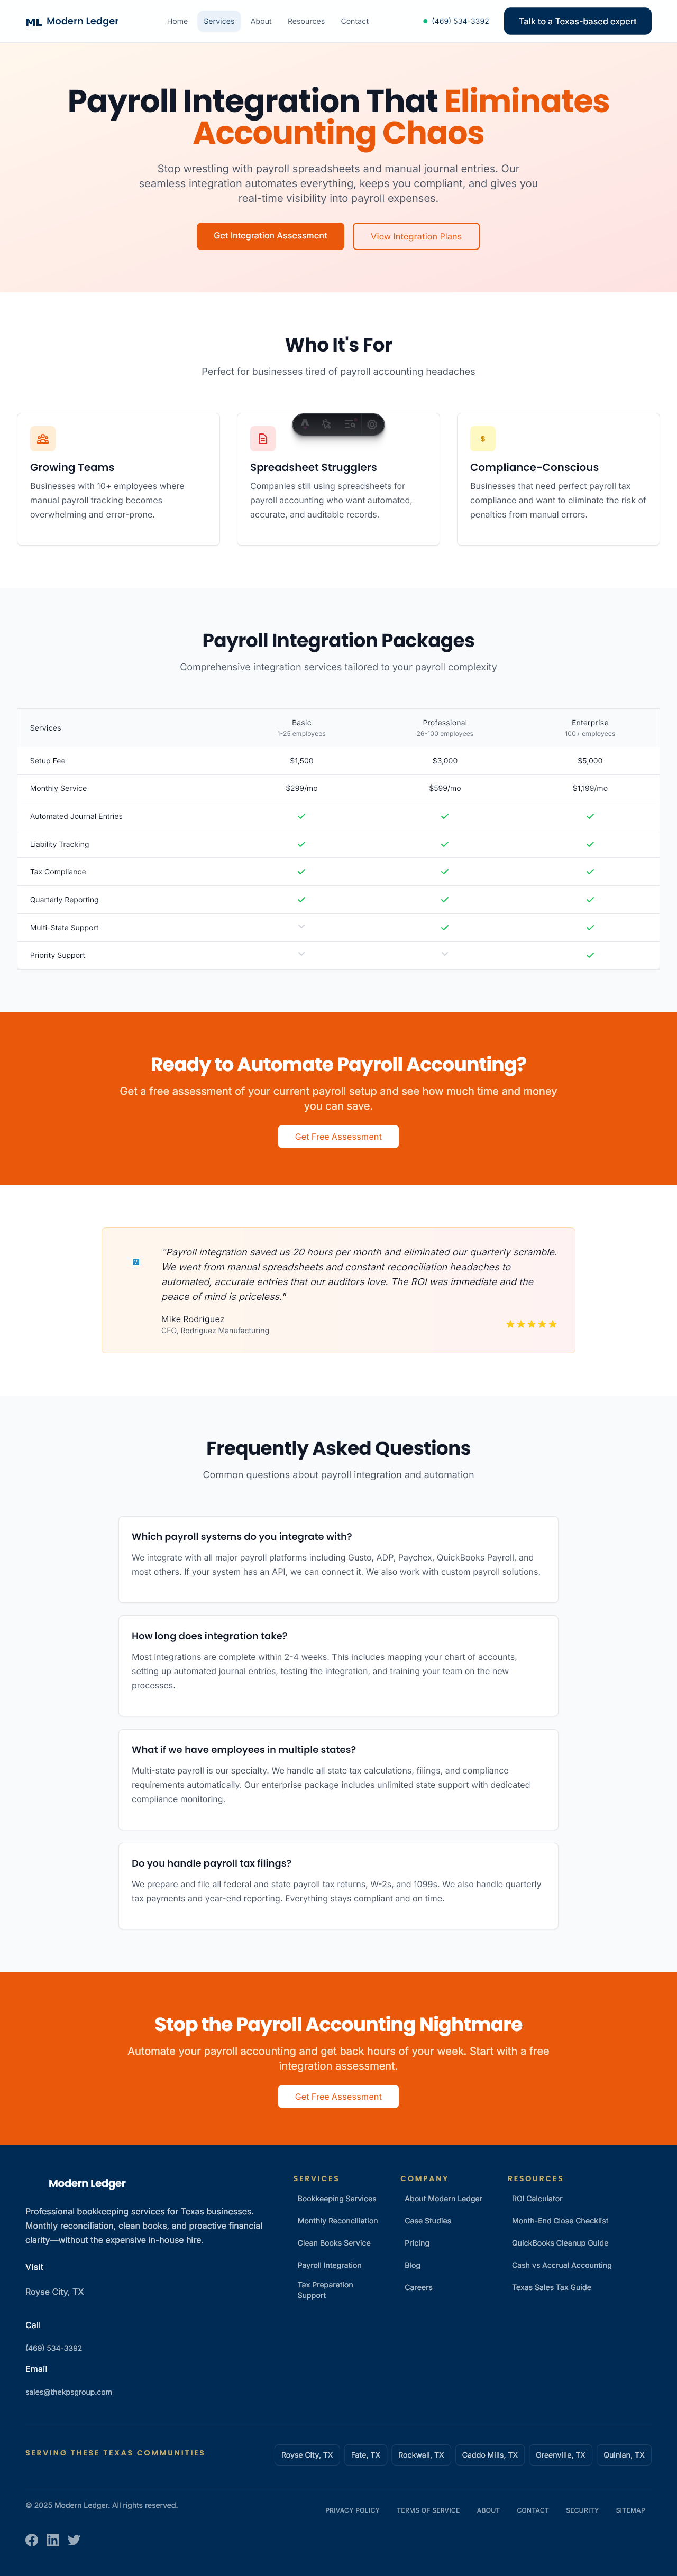 ML Modern Ledger
Home Services About Resources Contact
(469) 534-3392
Talk to a Texas-based expert
Payroll Integration That Eliminates
Accounting Chaos
Stop wrestling with payroll spreadsheets and manual journal entries. Our
seamless integration automates everything, keeps you compliant, and gives you
real-time visibility into payroll expenses.
Get Integration Assessment
View Integration Plans
Who It's For
Perfect for businesses tired of payroll accounting headaches
$
Growing Teams
Businesses with 10+ employees where
manual payroll tracking becomes
overwhelming and error-prone.
Spreadsheet Strugglers
Companies still using spreadsheets for
payroll accounting who want automated,
accurate, and auditable records.
Compliance-Conscious
Businesses that need perfect payroll tax
compliance and want to eliminate the risk of
penalties from manual errors.
Payroll Integration Packages
Comprehensive integration services tailored to your payroll complexity
Services
Basic
1-25 employees
Professional
26-100 employees
Enterprise
100+ employees
Setup Fee $1,500 $3,000 $5,000
Monthly Service $299/mo $599/mo $1,199/mo
Automated Journal Entries
Liability Tracking
Tax Compliance
Quarterly Reporting
Multi-State Support
Priority Support
Ready to Automate Payroll Accounting?
Get a free assessment of your current payroll setup and see how much time and money
you can save.
Get Free Assessment
?
"Payroll integration saved us 20 hours per month and eliminated our quarterly scramble.
We went from manual spreadsheets and constant reconciliation headaches to
automated, accurate entries that our auditors love. The ROI was immediate and the
peace of mind is priceless."
Mike Rodriguez
CFO, Rodriguez Manufacturing
Frequently Asked Questions
Common questions about payroll integration and automation
Which payroll systems do you integrate with?
We integrate with all major payroll platforms including Gusto, ADP, Paychex, QuickBooks Payroll, and
most others. If your system has an API, we can connect it. We also work with custom payroll solutions.
How long does integration take?
Most integrations are complete within 2-4 weeks. This includes mapping your chart of accounts,
setting up automated journal entries, testing the integration, and training your team on the new
processes.
What if we have employees in multiple states?
Multi-state payroll is our specialty. We handle all state tax calculations, filings, and compliance
requirements automatically. Our enterprise package includes unlimited state support with dedicated
compliance monitoring.
Do you handle payroll tax filings?
We prepare and file all federal and state payroll tax returns, W-2s, and 1099s. We also handle quarterly
tax payments and year-end reporting. Everything stays compliant and on time.
Stop the Payroll Accounting Nightmare
Automate your payroll accounting and get back hours of your week. Start with a free
integration assessment.
Get Free Assessment
Modern Ledger
Professional bookkeeping services for Texas businesses.
Monthly reconciliation, clean books, and proactive financial
clarity—without the expensive in-house hire.
Visit
Royse City, TX
Call
(469) 534-3392
Email
sales@thekpsgroup.com
SERVICES
Bookkeeping Services
Monthly Reconciliation
Clean Books Service
Payroll Integration
Tax Preparation
Support
COMPANY
About Modern Ledger
Case Studies
Pricing
Blog
Careers
RESOURCES
ROI Calculator
Month-End Close Checklist
QuickBooks Cleanup Guide
Cash vs Accrual Accounting
Texas Sales Tax Guide
SERVING THESE TEXAS COMMUNITIES
Royse City, TX Fate, TX Rockwall, TX Caddo Mills, TX Greenville, TX Quinlan, TX
© 2025 Modern Ledger. All rights reserved.
PRIVACY POLICY TERMS OF SERVICE ABOUT CONTACT SECURITY SITEMAP